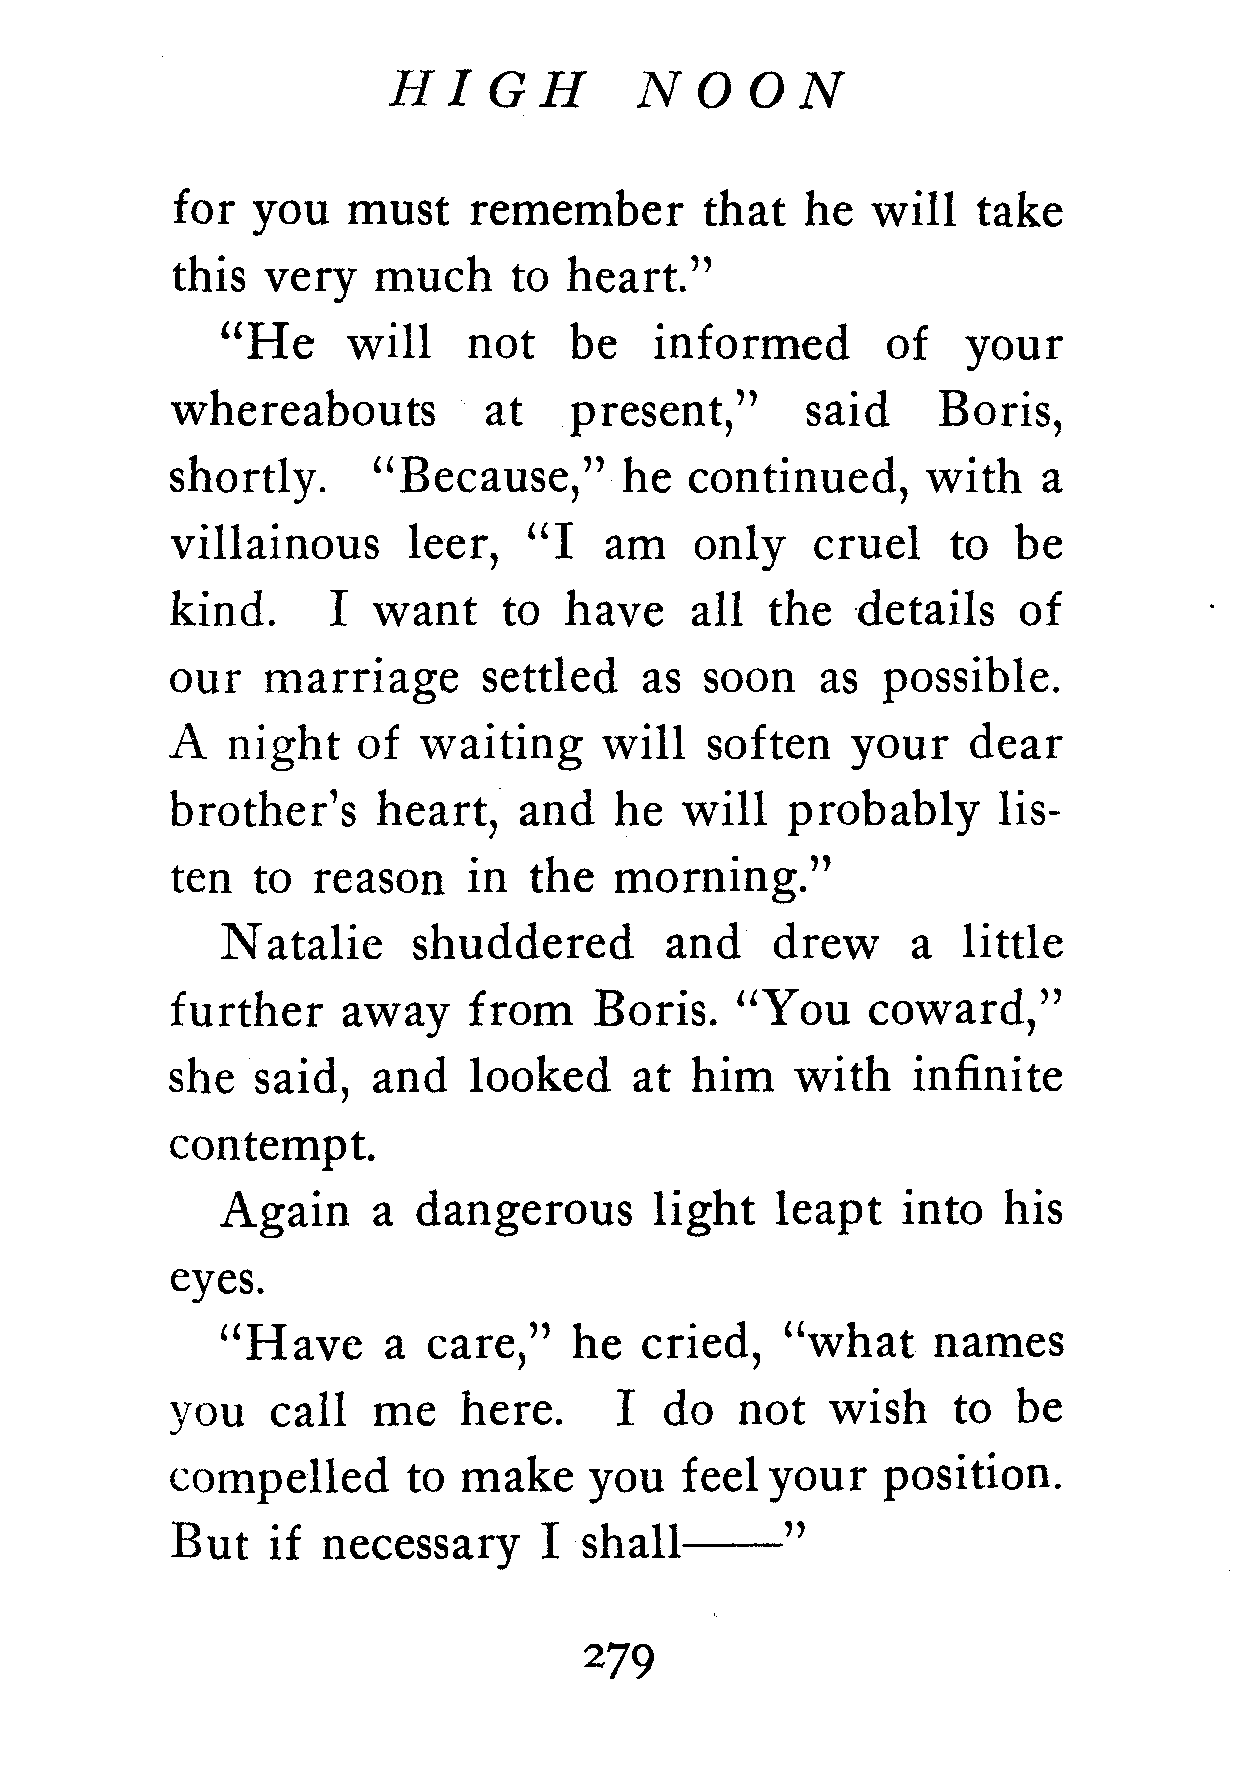 HIGH NOON
for you must remember that he will take
this very much to heart."
"He will not be informed of your
whereabouts at present," said Boris,
shortly. "Because," he continued, with a
villainous leer, "I am only cruel to be
kind. I want to have all the details of
our marriage settled as soon as possible.
A night of waiting will soften your dear
brother's heart, and he will probably lis-
ten to reason in the morning."
Natalie shuddered and drew a little
further away from Boris. "You coward,"
she said, and looked at him with infinite
contempt.
Again a dangerous light leapt into his
eyes.
"Have a care," he cried, "what names
you call me here. I do not wish to be
compelled to make you feel your position.
But if necessary I shall——"
279